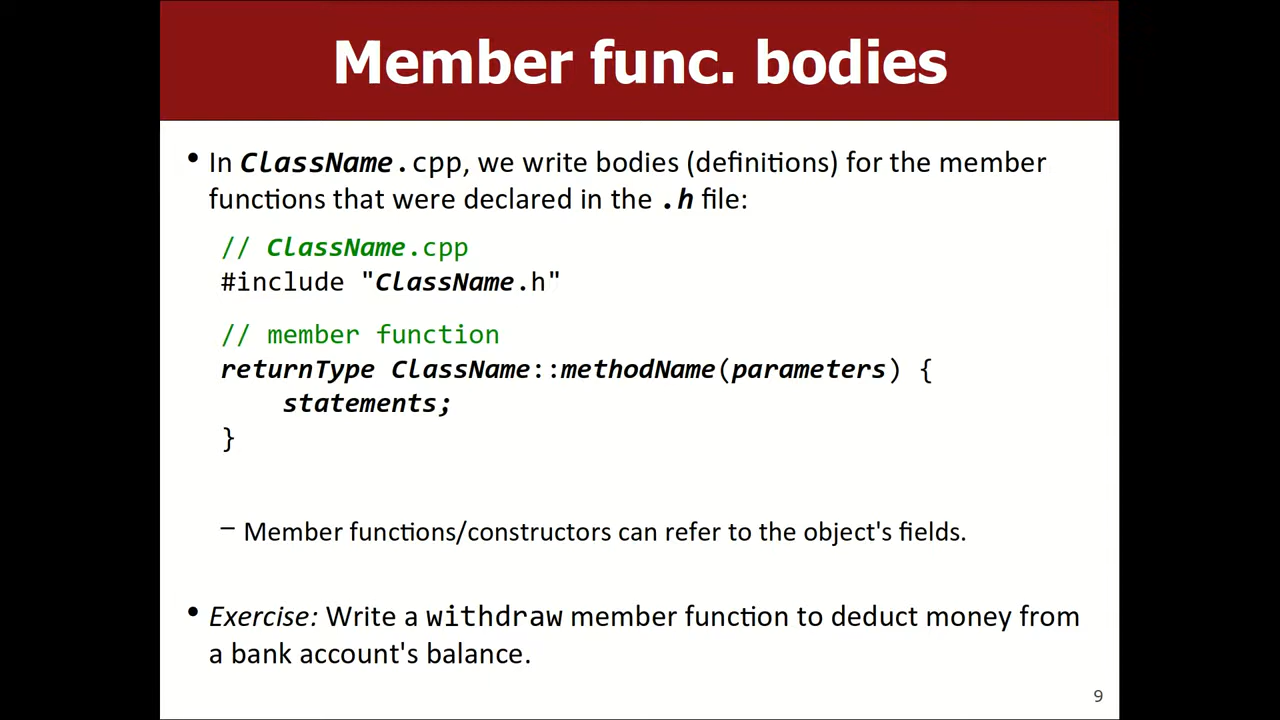 Member func. bodies
• In ClassName.cpp, we write bodies (definitions) for the member
functions that were declared in the .h file:
// ClassName.cpp
#include "ClassName.h"
// member function
returnType ClassName::methodName(parameters) {
    statements;
}
– Member functions/constructors can refer to the object's fields.
• Exercise: Write a withdraw member function to deduct money from
a bank account's balance.
9